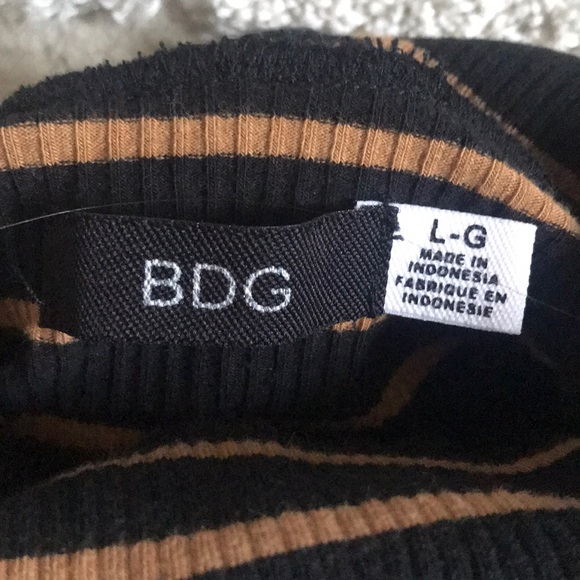 BDG
L-G
MADE IN
INDONESIA
FABRIQUE EN
INDONESIE